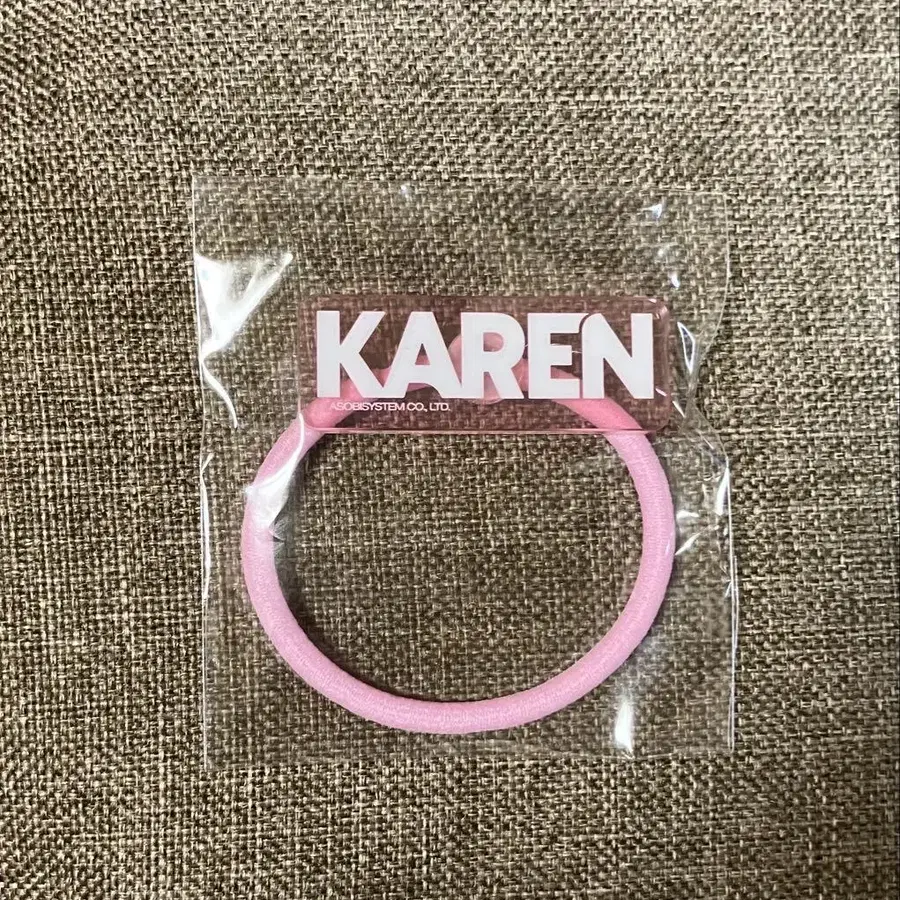 KAREN
ASOBISYSTEM CO., LTD.